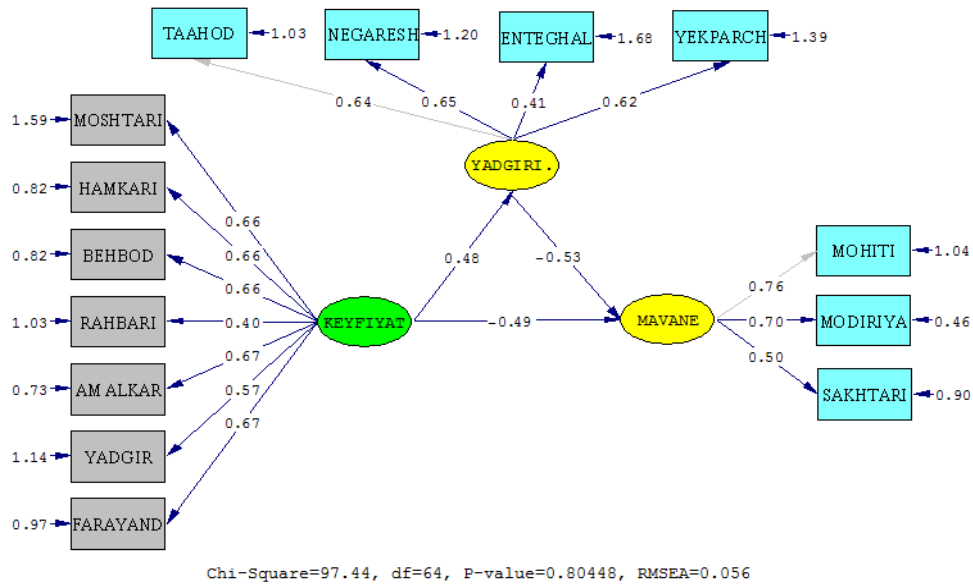 TAAHOD 1.03 NEGARESH 1.20 ENTEGHAL 1.68 YEKPARCH 1.39
0.64 0.65 0.41 0.62
1.59 MOSHTARI
YADGIRI.
0.82 HAMKARI
0.66
0.82 BEHBOD
0.66
0.48 -0.53
MOHITI 1.04
0.66
0.76
1.03 RAHBARI 0.40 KEYFIYAT -0.49 MAVANE 0.70 MODIRIYA 0.46
0.67
0.50
0.73 AMALKAR
0.57
SAKHTARI 0.90
0.67
1.14 YADGIR
0.97 FARAYAND
Chi-Square=97.44, df=64, P-value=0.80448, RMSEA=0.056